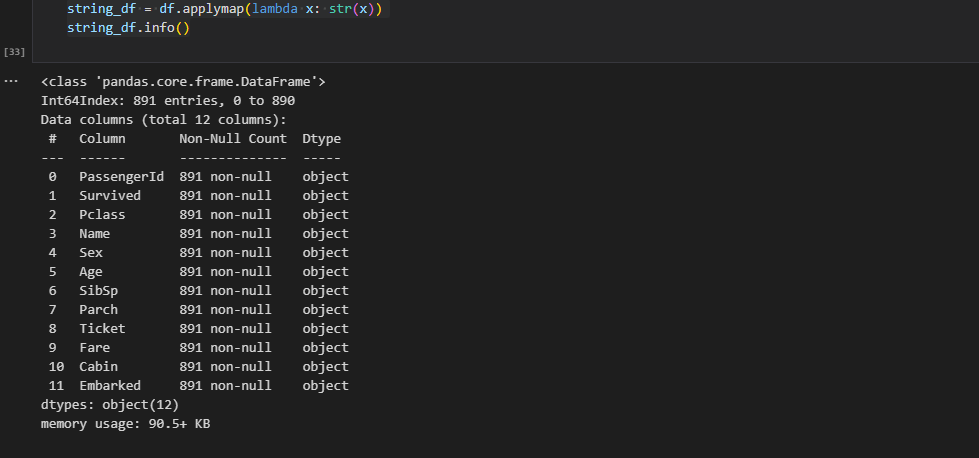 string_df = df.applymap(lambda x: str(x))
string_df.info()
[33]
... <class 'pandas.core.frame.DataFrame'>
Int64Index: 891 entries, 0 to 890
Data columns (total 12 columns):
 #   Column       Non-Null Count  Dtype
---  ------       --------------  -----
 0   PassengerId  891 non-null    object
 1   Survived     891 non-null    object
 2   Pclass       891 non-null    object
 3   Name         891 non-null    object
 4   Sex          891 non-null    object
 5   Age          891 non-null    object
 6   SibSp        891 non-null    object
 7   Parch        891 non-null    object
 8   Ticket       891 non-null    object
 9   Fare         891 non-null    object
 10  Cabin        891 non-null    object
 11  Embarked     891 non-null    object
dtypes: object(12)
memory usage: 90.5+ KB